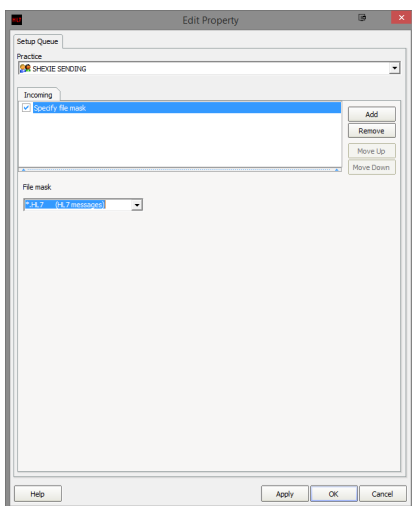 HL7
Edit Property
Setup Queue
Practice
SHEXIE SENDING
Incoming
Specify file mask
Add
Remove
Move Up
Move Down
File mask
*.HL7 (HL7 messages)
Help
Apply
OK
Cancel